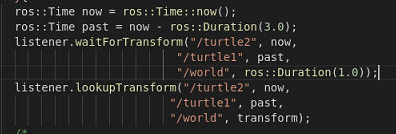 ros::Time now = ros::Time::now();
ros::Time past = now - ros::Duration(3.0);
listener.waitForTransform("/turtle2", now,
"/turtle1", past,
"/world", ros::Duration(1.0));
listener.lookupTransform("/turtle2", now,
"/turtle1", past,
"/world", transform);
/*